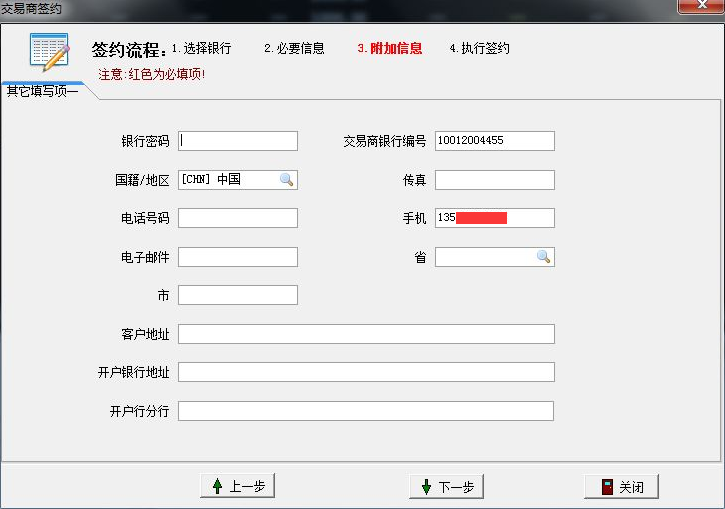 交易商签约
签约流程: 1.选择银行 2.必要信息 3.附加信息 4.执行签约
注意:红色为必填项!
其它填写项一
银行密码 交易商银行编号 10012004455
国籍/地区 [CHN] 中国 传真
电话号码 手机 135
电子邮件 省
市
客户地址
开户银行地址
开户行分行
上一步 下一步 关闭